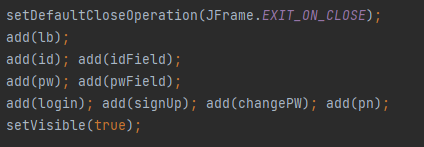 setDefaultCloseOperation(JFrame.EXIT_ON_CLOSE);
add(lb);
add(id); add(idField);
add(pw); add(pwField);
add(login); add(signUp); add(changePW); add(pn);
setVisible(true);